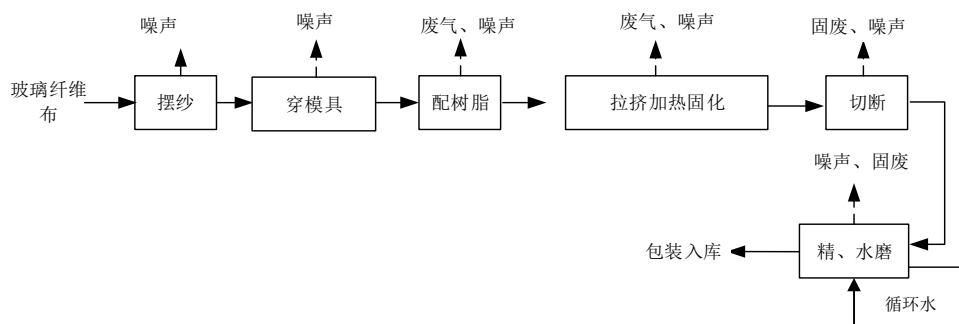 噪声
噪声
废气、噪声
废气、噪声
固废、噪声
玻璃纤维
布
摆纱
穿模具
配树脂
拉挤加热固化
切断
噪声、固废
包装入库
精、水磨
循环水